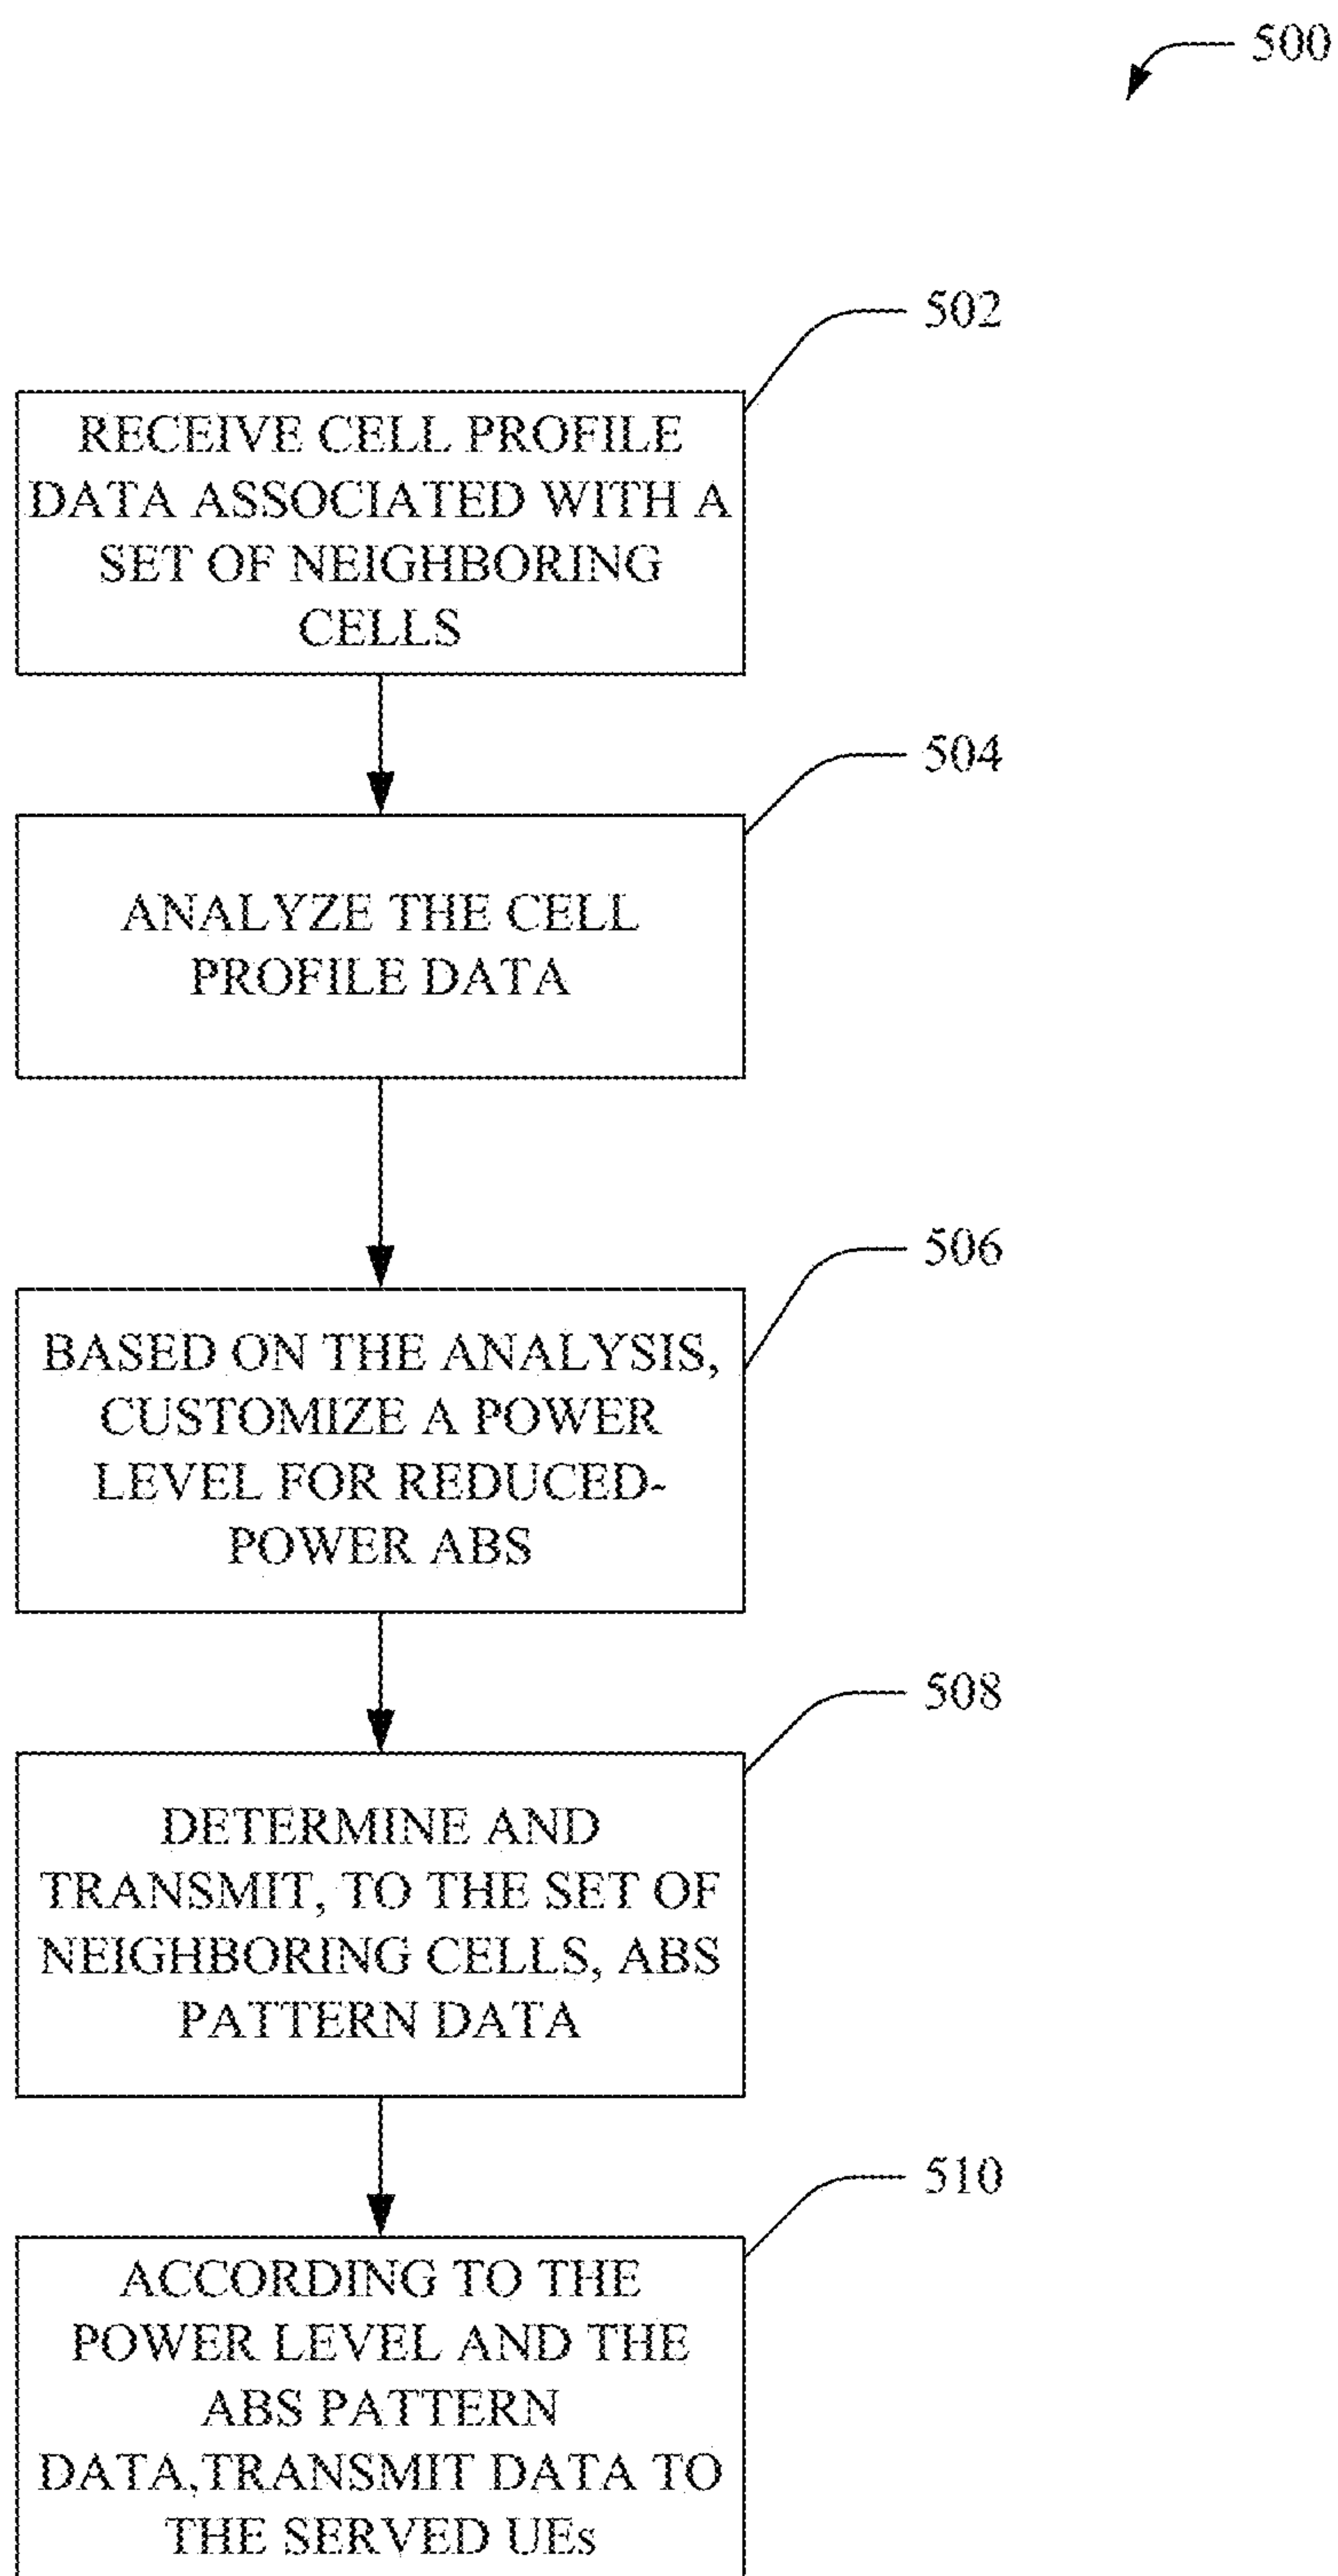 500
502
RECEIVE CELL PROFILE
DATA ASSOCIATED WITH A
SET OF NEIGHBORING
CELLS
504
ANALYZE THE CELL
PROFILE DATA
506
BASED ON THE ANALYSIS,
CUSTOMIZE A POWER
LEVEL FOR REDUCED-
POWER ABS
508
DETERMINE AND
TRANSMIT, TO THE SET OF
NEIGHBORING CELLS, ABS
PATTERN DATA
510
ACCORDING TO THE
POWER LEVEL AND THE
ABS PATTERN
DATA,TRANSMIT DATA TO
THE SERVED UEs